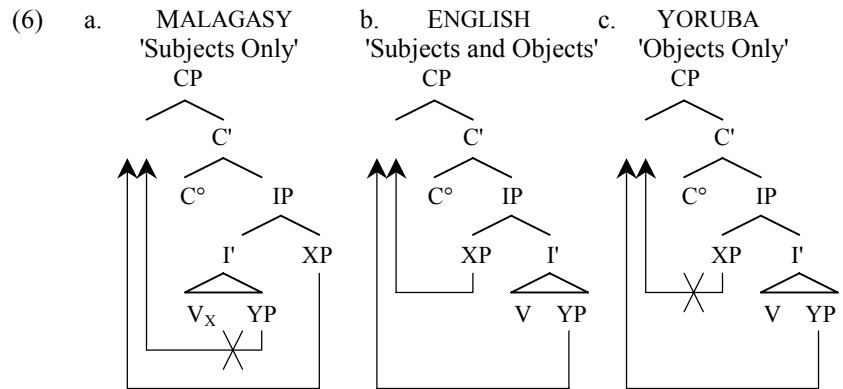 (6) a. MALAGASY b. ENGLISH c. YORUBA
'Subjects Only' 'Subjects and Objects' 'Objects Only'
CP CP CP
C' C' C'
C° IP C° IP C° IP
I' XP XP I' XP I'
V_X YP V YP V YP